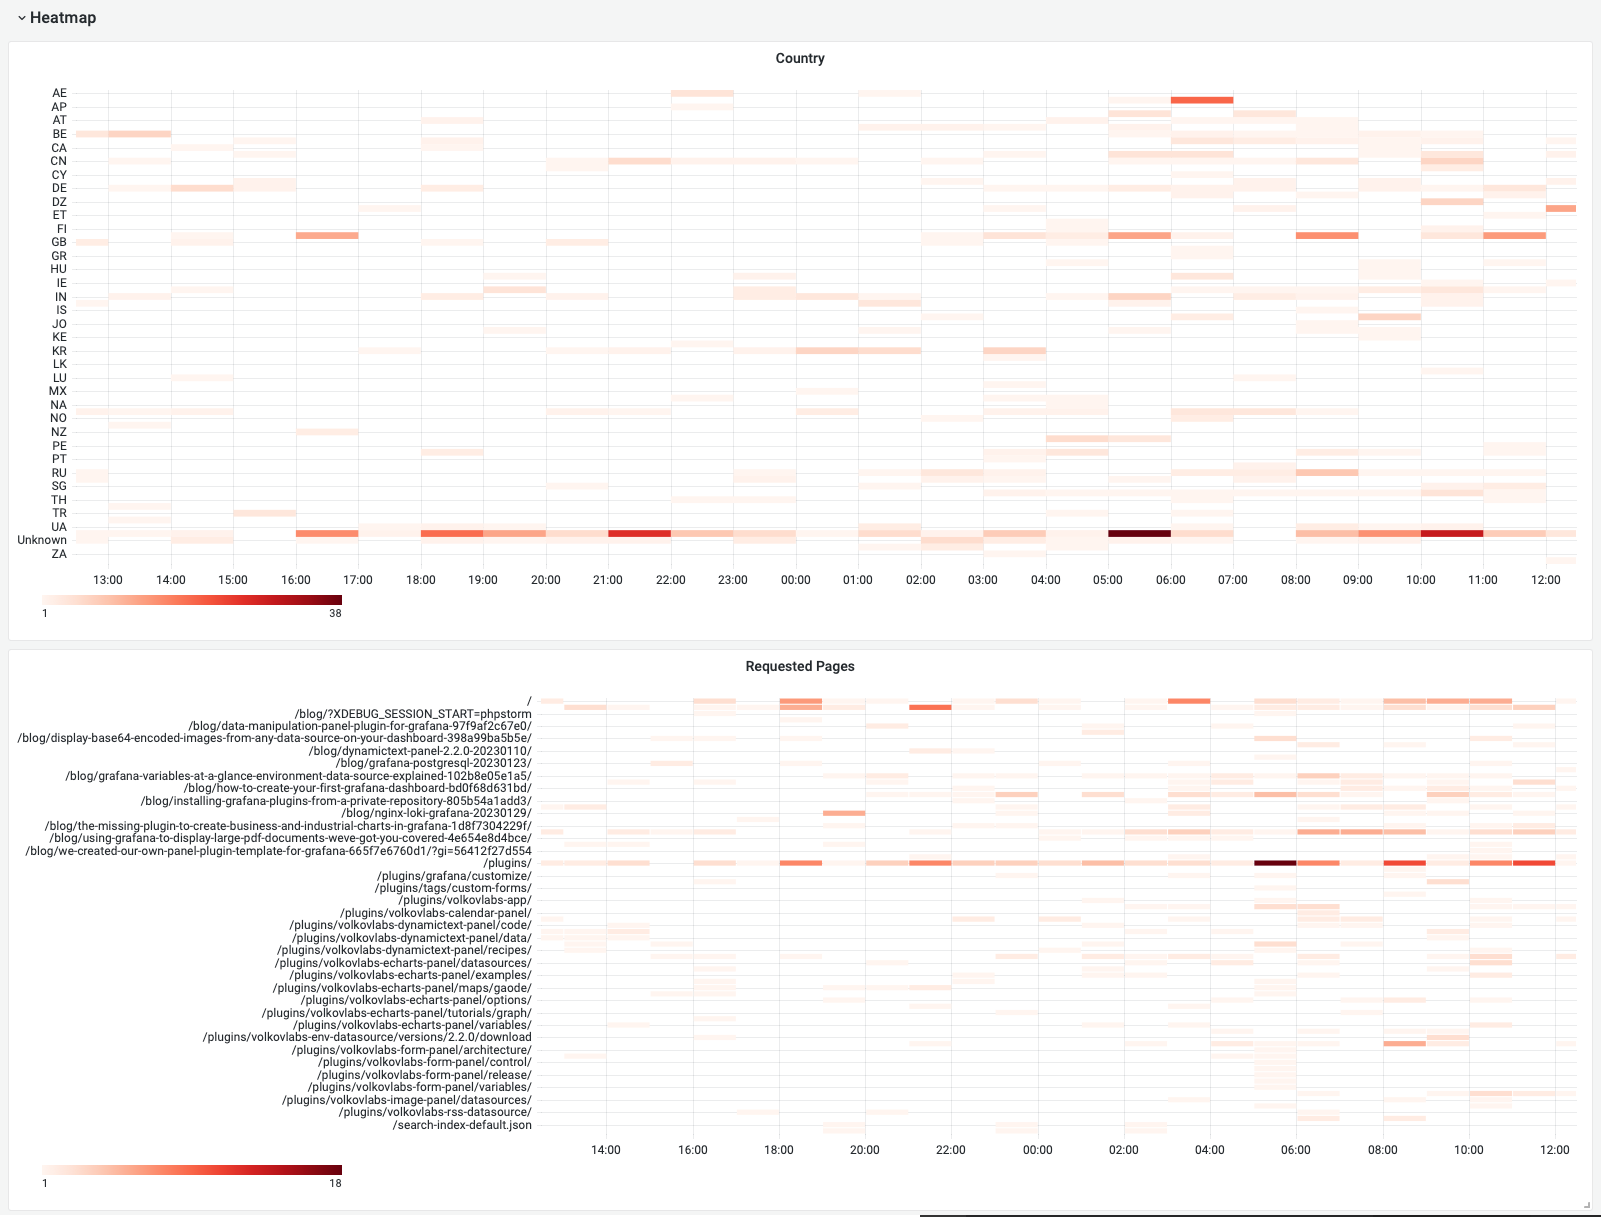 Heatmap
Country
AE
AP
AT
BE
CA
CN
CY
DE
DZ
ET
FI
GB
GR
HU
IE
IN
IS
JO
KE
KR
LK
LU
MX
NA
NO
NZ
PE
PT
RU
SG
TH
TR
UA
Unknown
ZA
13:00 14:00 15:00 16:00 17:00 18:00 19:00 20:00 21:00 22:00 23:00 00:00 01:00 02:00 03:00 04:00 05:00 06:00 07:00 08:00 09:00 10:00 11:00 12:00
1 38
Requested Pages
/
/blog/?XDEBUG_SESSION_START=phpstorm
/blog/data-manipulation-panel-plugin-for-grafana-97f9af2c67e0/
/blog/display-base64-encoded-images-from-any-data-source-on-your-dashboard-398a99ba5b5e/
/blog/dynamictext-panel-2.2.0-20230110/
/blog/grafana-postgresql-20230123/
/blog/grafana-variables-at-a-glance-environment-data-source-explained-102b8e05e1a5/
/blog/how-to-create-your-first-grafana-dashboard-bd0f68d631bd/
/blog/installing-grafana-plugins-from-a-private-repository-805b54a1add3/
/blog/nginx-loki-grafana-20230129/
/blog/the-missing-plugin-to-create-business-and-industrial-charts-in-grafana-1d8f7304229f/
/blog/using-grafana-to-display-large-pdf-documents-weve-got-you-covered-4e654e8d4bce/
/blog/we-created-our-own-panel-plugin-template-for-grafana-665f7e6760d1/?gi=56412f27d554
/plugins/
/plugins/grafana/customize/
/plugins/tags/custom-forms/
/plugins/volkovlabs-app/
/plugins/volkovlabs-calendar-panel/
/plugins/volkovlabs-dynamictext-panel/code/
/plugins/volkovlabs-dynamictext-panel/data/
/plugins/volkovlabs-dynamictext-panel/recipes/
/plugins/volkovlabs-echarts-panel/datasources/
/plugins/volkovlabs-echarts-panel/examples/
/plugins/volkovlabs-echarts-panel/maps/gaode/
/plugins/volkovlabs-echarts-panel/options/
/plugins/volkovlabs-echarts-panel/tutorials/graph/
/plugins/volkovlabs-echarts-panel/variables/
/plugins/volkovlabs-env-datasource/versions/2.2.0/download
/plugins/volkovlabs-form-panel/architecture/
/plugins/volkovlabs-form-panel/control/
/plugins/volkovlabs-form-panel/release/
/plugins/volkovlabs-form-panel/variables/
/plugins/volkovlabs-image-panel/datasources/
/plugins/volkovlabs-rss-datasource/
/search-index-default.json
14:00 16:00 18:00 20:00 22:00 00:00 02:00 04:00 06:00 08:00 10:00 12:00
1 18